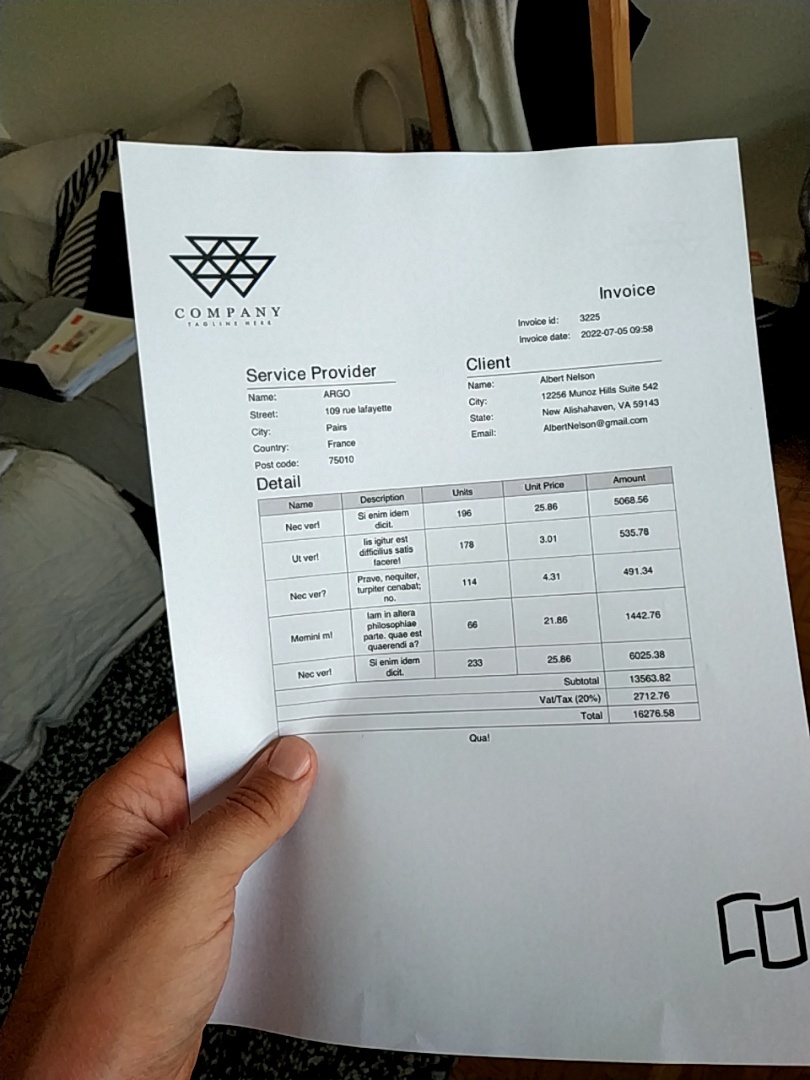 COMPANY
TAGLINE HERE
Invoice
Invoice id: 3225
Invoice date: 2022-07-05 09:58
Service Provider
Name: ARGO
Street: 109 rue lafayette
City: Pairs
Country: France
Post code: 75010
Client
Name: Albert Nelson
City: 12256 Munoz Hills Suite 542
State: New Alishahaven, VA 59143
Email: AlbertNelson@gmail.com
Detail
Name Description Units Unit Price Amount
Nec ver! Si enim idem dicit. 196 25.86 5068.56
Ut ver! Iis igitur est difficilius satis facere! 178 3.01 535.78
Nec ver? Prave, nequiter, turpiter cenabat; no. 114 4.31 491.34
Memini m! Iam in altera philosophiae parte. quae est quaerendi a? 66 21.86 1442.76
Nec ver! Si enim idem dicit. 233 25.86 6025.38
Subtotal 13563.82
Vat/Tax (20%) 2712.76
Total 16276.58
Qua!